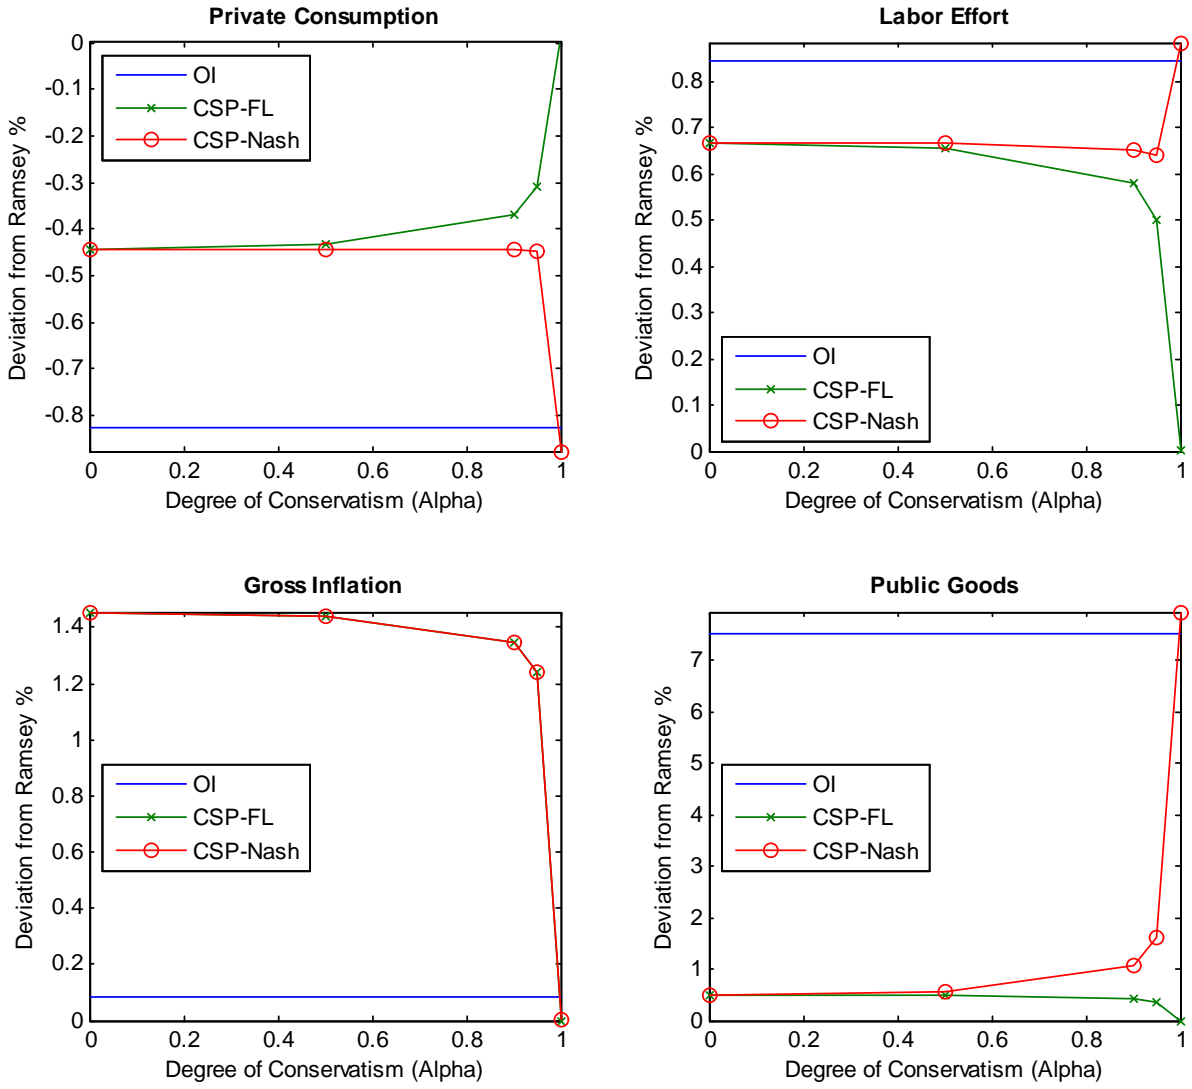 Private Consumption
Deviation from Ramsey %
0
-0.1
-0.2
-0.3
-0.4
-0.5
-0.6
-0.7
-0.8
OI
CSP-FL
CSP-Nash
0 0.2 0.4 0.6 0.8 1
Degree of Conservatism (Alpha)
Labor Effort
Deviation from Ramsey %
0.8
0.7
0.6
0.5
0.4
0.3
0.2
0.1
0
OI
CSP-FL
CSP-Nash
0 0.2 0.4 0.6 0.8 1
Degree of Conservatism (Alpha)
Gross Inflation
Deviation from Ramsey %
1.4
1.2
1
0.8
0.6
0.4
0.2
0
OI
CSP-FL
CSP-Nash
0 0.2 0.4 0.6 0.8 1
Degree of Conservatism (Alpha)
Public Goods
Deviation from Ramsey %
7
6
5
4
3
2
1
0
OI
CSP-FL
CSP-Nash
0 0.2 0.4 0.6 0.8 1
Degree of Conservatism (Alpha)